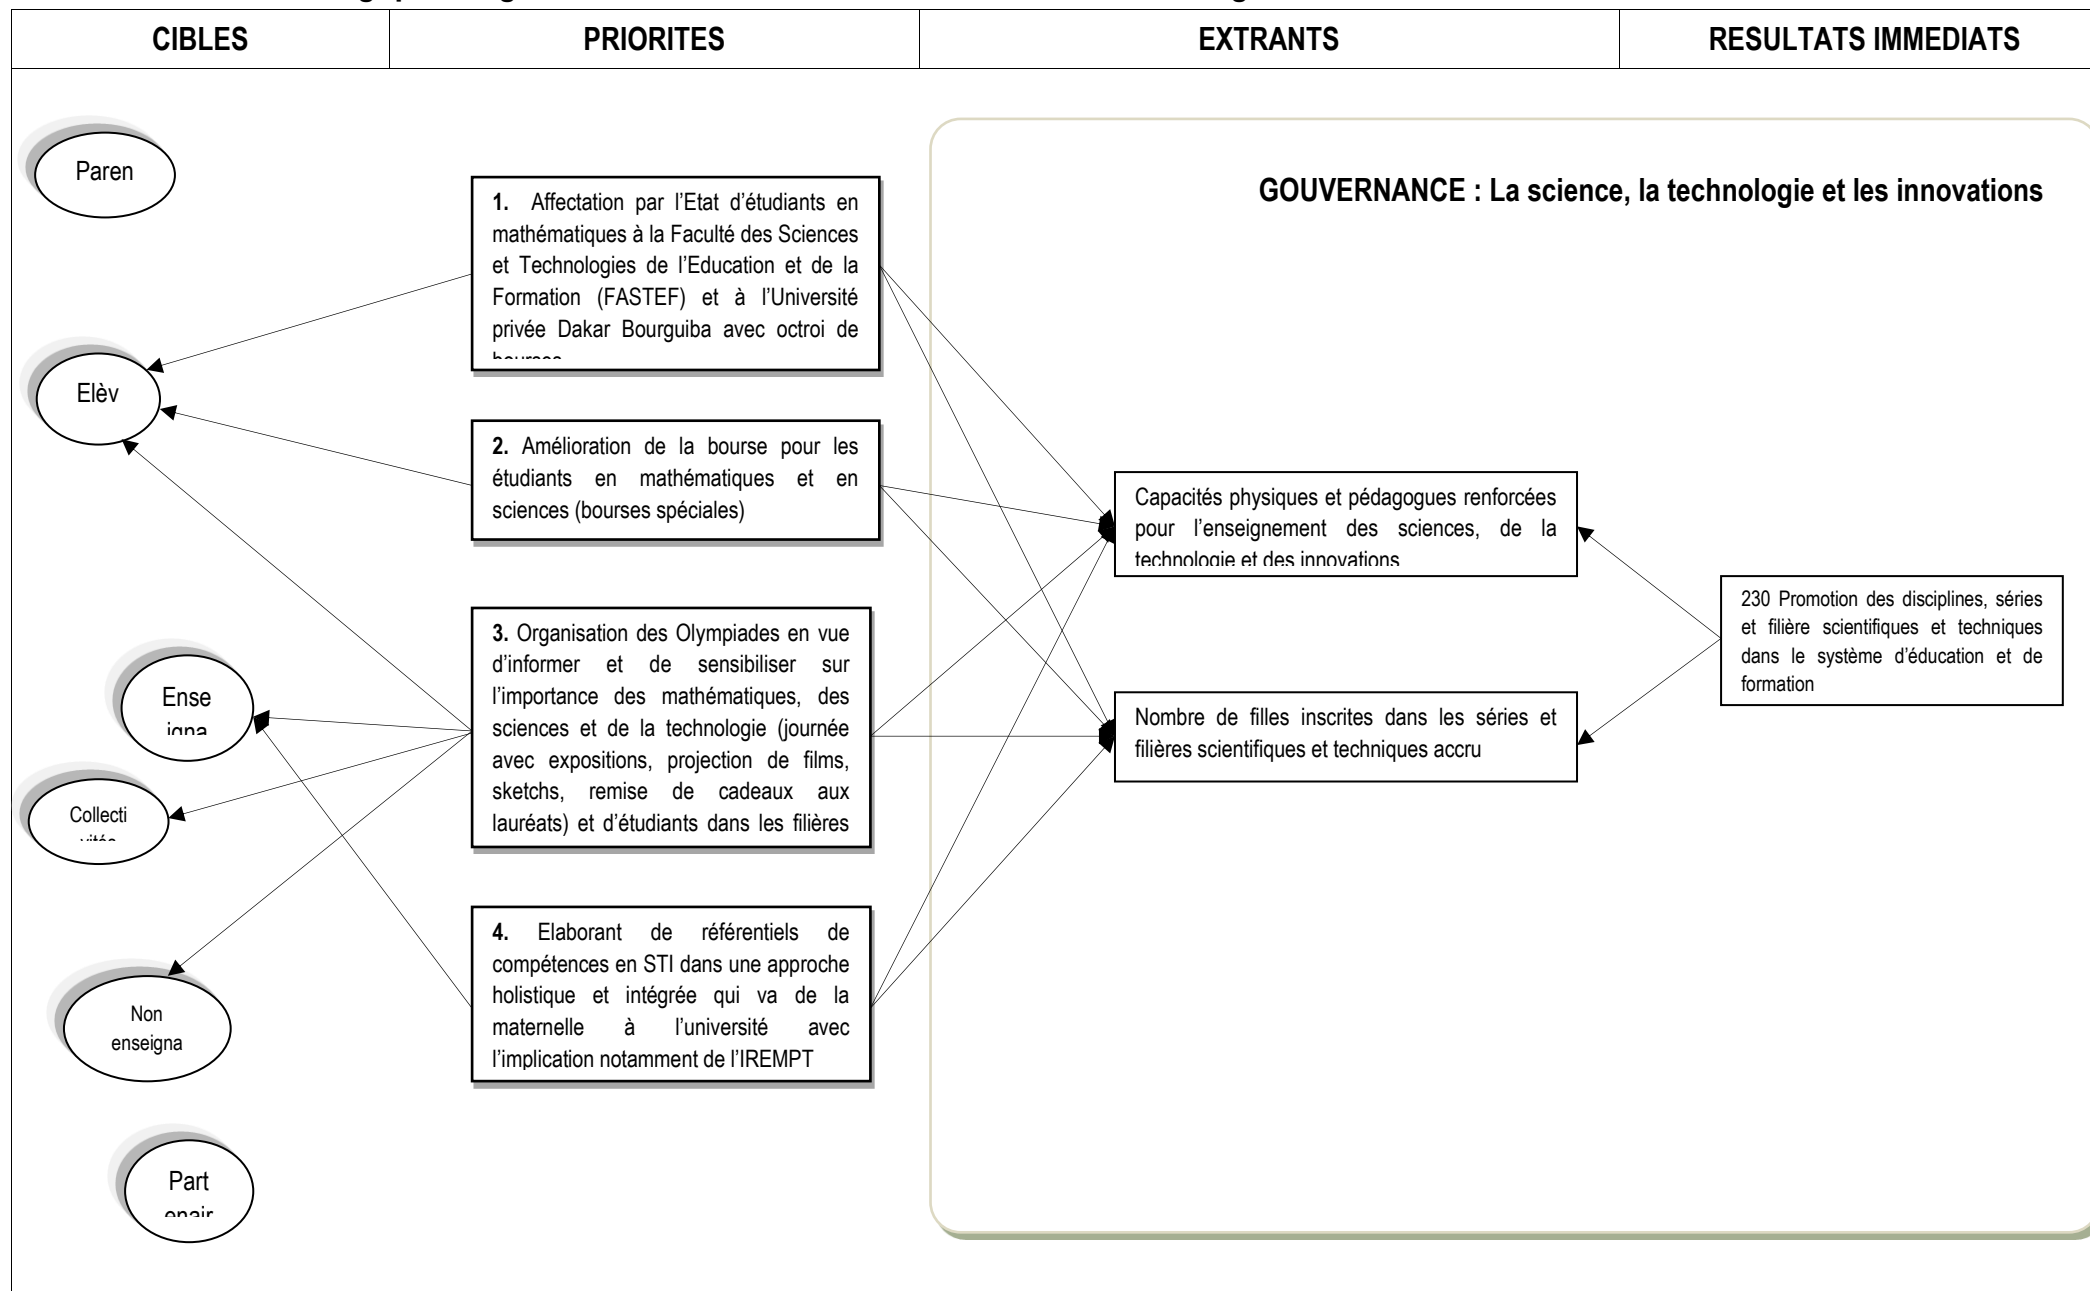 CIBLES
PRIORITES
EXTRANTS
RESULTATS IMMEDIATS
Paren
Elèv
Ense
igna
Collecti
vités
Non
enseigna
Part
enair
1. Affectation par l’Etat d’étudiants en
mathématiques à la Faculté des Sciences
et Technologies de l’Education et de la
Formation (FASTEF) et à l’Université
privée Dakar Bourguiba avec octroi de
bourses
2. Amélioration de la bourse pour les
étudiants en mathématiques et en
sciences (bourses spéciales)
3. Organisation des Olympiades en vue
d’informer et de sensibiliser sur
l’importance des mathématiques, des
sciences et de la technologie (journée
avec expositions, projection de films,
sketchs, remise de cadeaux aux
lauréats) et d’étudiants dans les filières
4. Elaborant de référentiels de
compétences en STI dans une approche
holistique et intégrée qui va de la
maternelle à l’université avec
l’implication notamment de l’IREMPT
GOUVERNANCE : La science, la technologie et les innovations
Capacités physiques et pédagogues renforcées
pour l’enseignement des sciences, de la
technologie et des innovations
Nombre de filles inscrites dans les séries et
filières scientifiques et techniques accru
230 Promotion des disciplines, séries
et filière scientifiques et techniques
dans le système d’éducation et de
formation